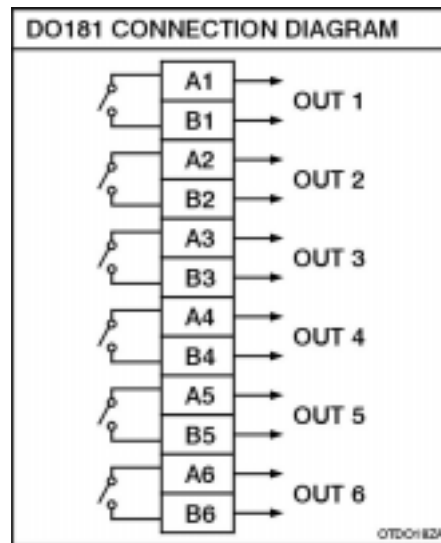 DO181 CONNECTION DIAGRAM
A1
OUT 1
B1
A2
OUT 2
B2
A3
OUT 3
B3
A4
OUT 4
B4
A5
OUT 5
B5
A6
OUT 6
B6